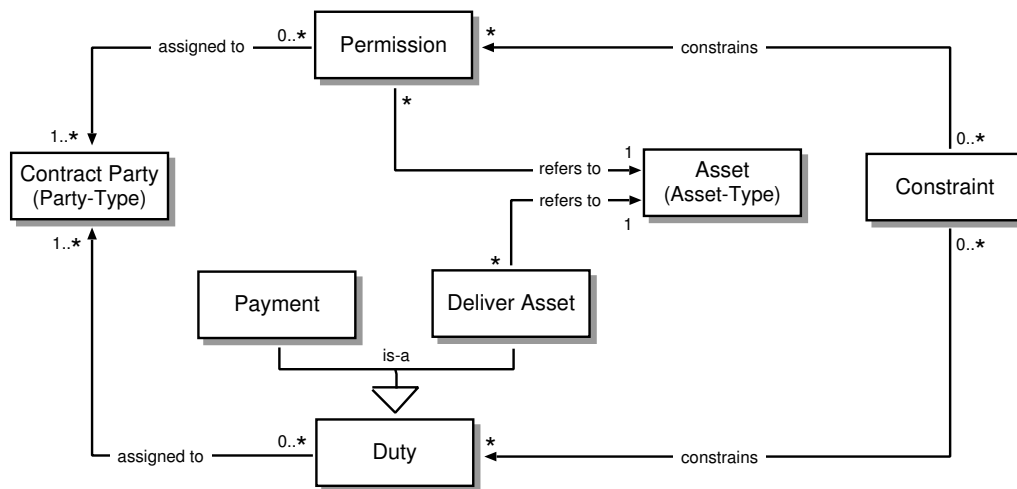 assigned to
0..*
Permission
*
constrains
*
1..*
Contract Party
(Party-Type)
1..*
refers to
1
Asset
(Asset-Type)
refers to
1
0..*
Constraint
0..*
*
Payment
Deliver Asset
is-a
assigned to
0..*
Duty
*
constrains